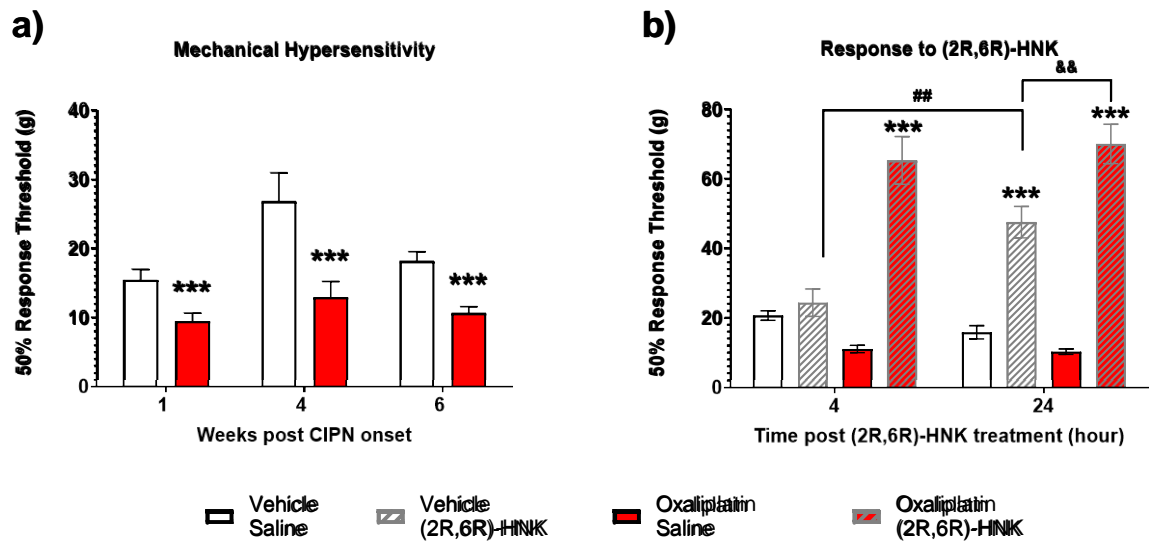 a)
Mechanical Hypersensitivity
50% Response Threshold (g)
40
30
20
10
0
***
***
***
1 4 6
Weeks post CIPN onset
b)
Response to (2R,6R)-HNK
&&
##
50% Response Threshold (g)
80
60
40
20
0
***
***
***
4 24
Time post (2R,6R)-HNK treatment (hour)
Vehicle
Saline
Vehicle
(2R,6R)-HNK
Oxaliplatin
Saline
Oxaliplatin
(2R,6R)-HNK